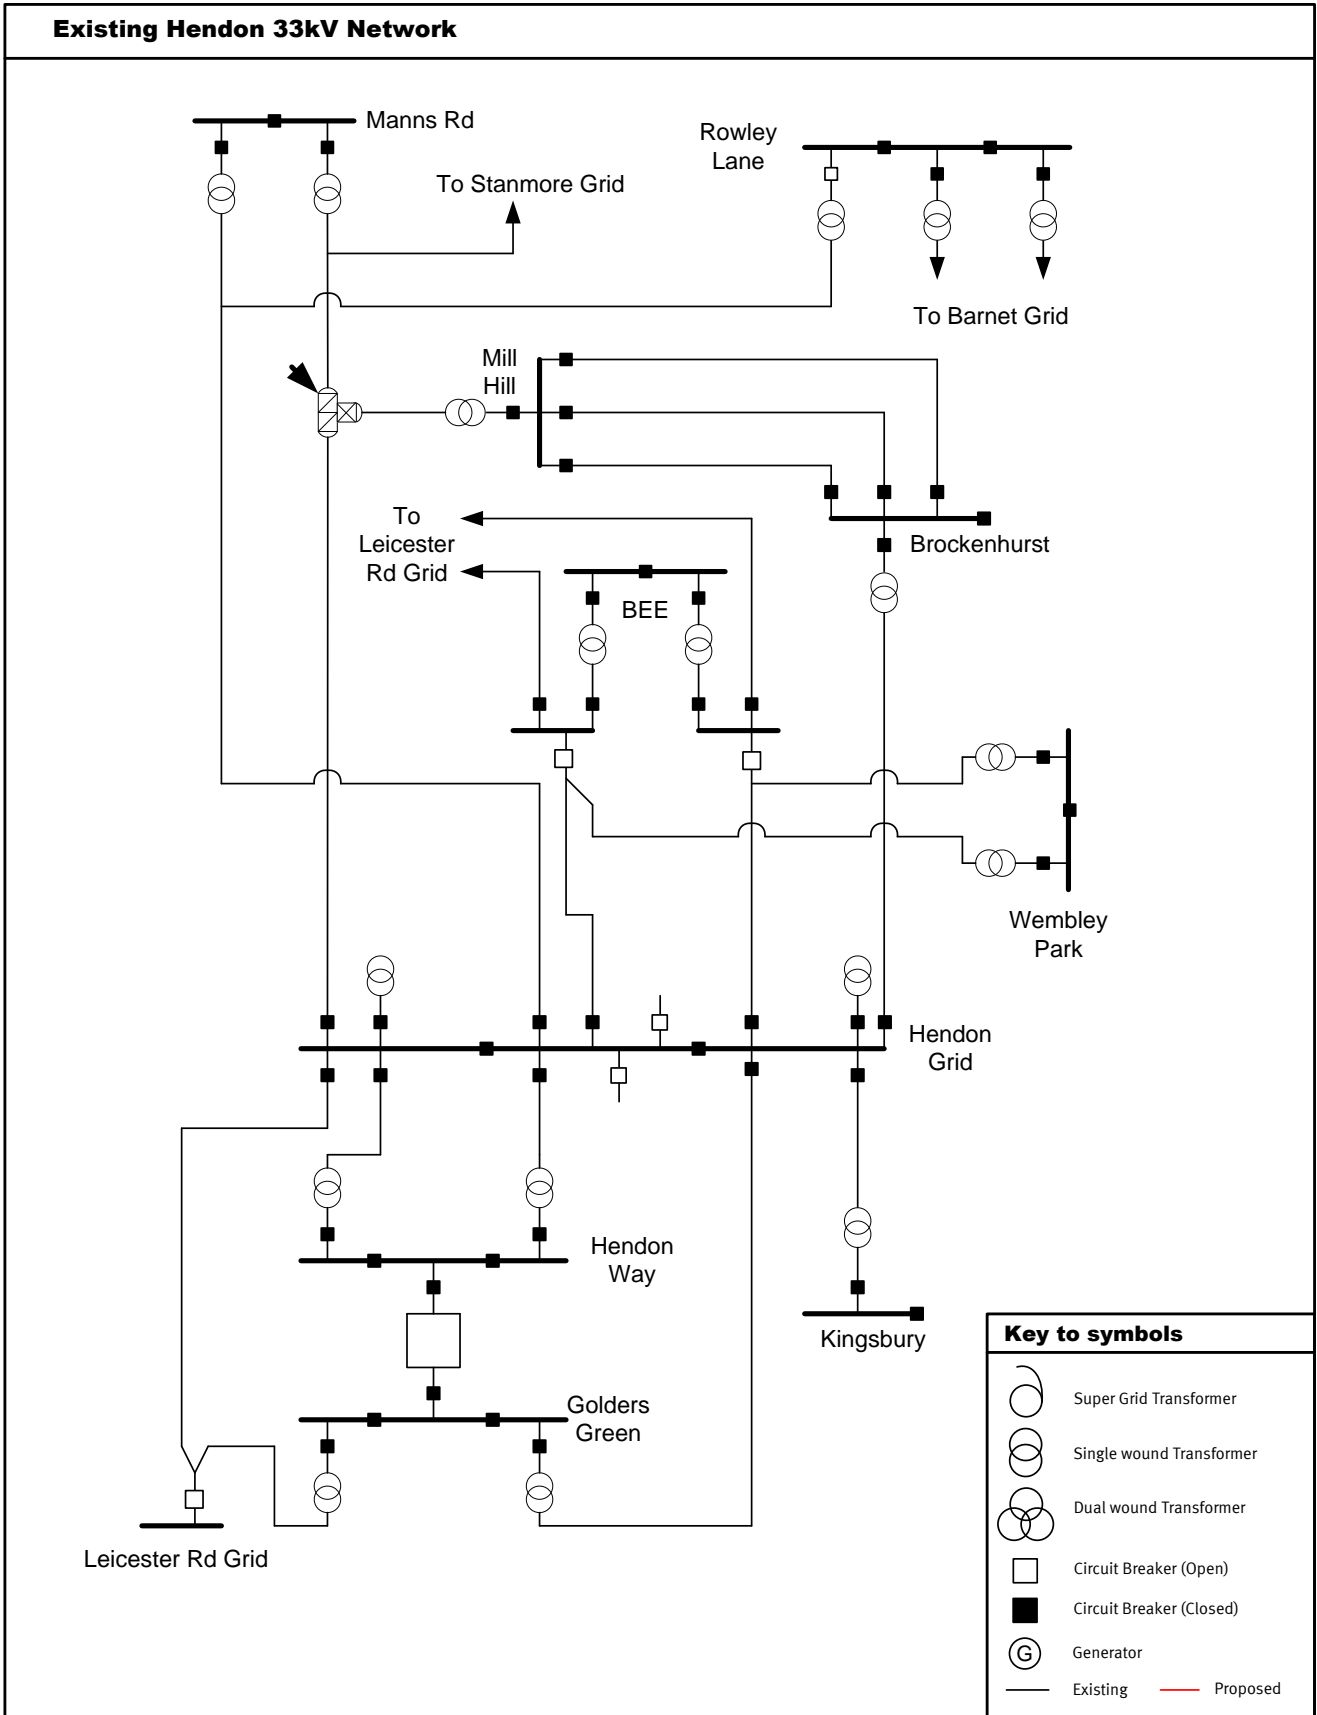 Existing Hendon 33kV Network
Manns Rd
Rowley
Lane
To Stanmore Grid
To Barnet Grid
Mill
Hill
To
Leicester
Rd Grid
Brockenhurst
BEE
Wembley
Park
Hendon
Grid
Hendon
Way
Kingsbury
Golders
Green
Leicester Rd Grid
Key to symbols
Super Grid Transformer
Single wound Transformer
Dual wound Transformer
Circuit Breaker (Open)
Circuit Breaker (Closed)
G Generator
Existing Proposed